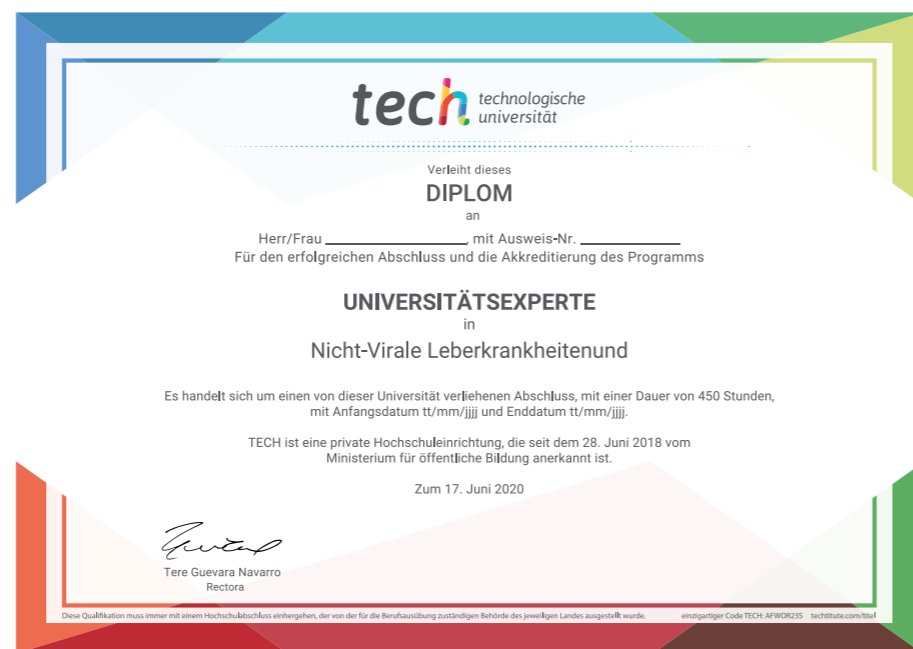 tech technologische
universität
Verleiht dieses
DIPLOM
an
Herr/Frau ____________, mit Ausweis-Nr. ____________
Für den erfolgreichen Abschluss und die Akkreditierung des Programms
UNIVERSITÄTSEXPERTE
in
Nicht-Virale Leberkrankheitenund
Es handelt sich um einen von dieser Universität verliehenen Abschluss, mit einer Dauer von 450 Stunden,
mit Anfangsdatum tt/mm/jjjj und Enddatum tt/mm/jjjj.
TECH ist eine private Hochschuleinrichtung, die seit dem 28. Juni 2018 vom
Ministerium für öffentliche Bildung anerkannt ist.
Zum 17. Juni 2020
Tere Guevara Navarro
Rectora
Diese Qualifikation muss immer mit einem Hochschulabschluss einhergehen, der von der für die Berufsausübung zuständigen Behörde des jeweiligen Landes ausgestellt wurde. einzigartiger Code TECH: AFWOR23S techtitute.com/titel